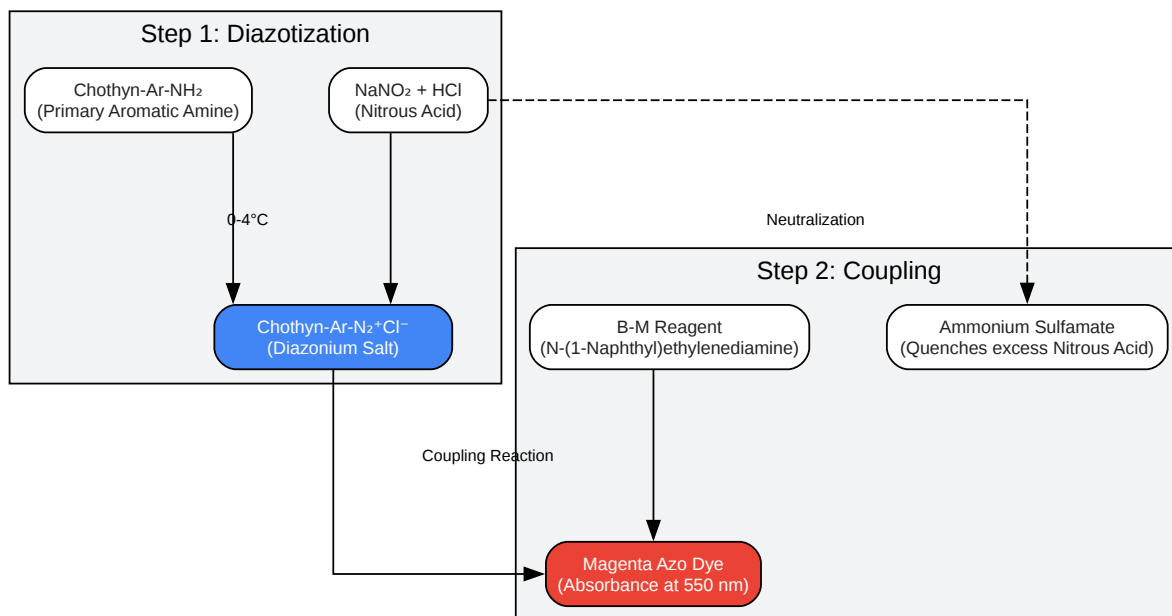 Step 1: Diazotization
Chothyn-Ar-NH₂
(Primary Aromatic Amine)
NaNO₂ + HCl
(Nitrous Acid)
0-4°C
Neutralization
Chothyn-Ar-N₂⁺Cl⁻
(Diazonium Salt)
Step 2: Coupling
B-M Reagent
(N-(1-Naphthyl)ethylenediamine)
Ammonium Sulfamate
(Quenches excess Nitrous Acid)
Coupling Reaction
Magenta Azo Dye
(Absorbance at 550 nm)